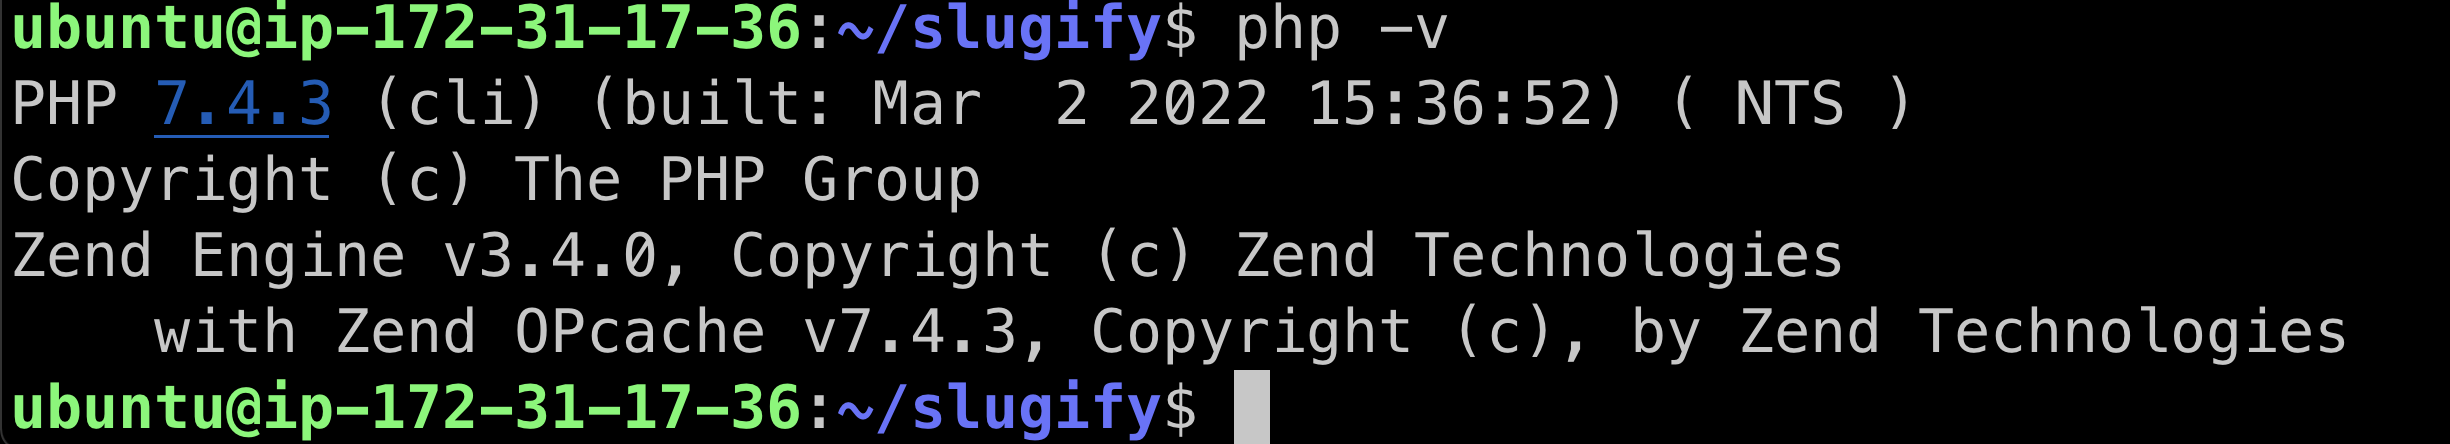 ubuntu@ip-172-31-17-36:~/slugify$ php -v
PHP 7.4.3 (cli) (built: Mar  2 2022 15:36:52) ( NTS )
Copyright (c) The PHP Group
Zend Engine v3.4.0, Copyright (c) Zend Technologies
    with Zend OPcache v7.4.3, Copyright (c), by Zend Technologies
ubuntu@ip-172-31-17-36:~/slugify$